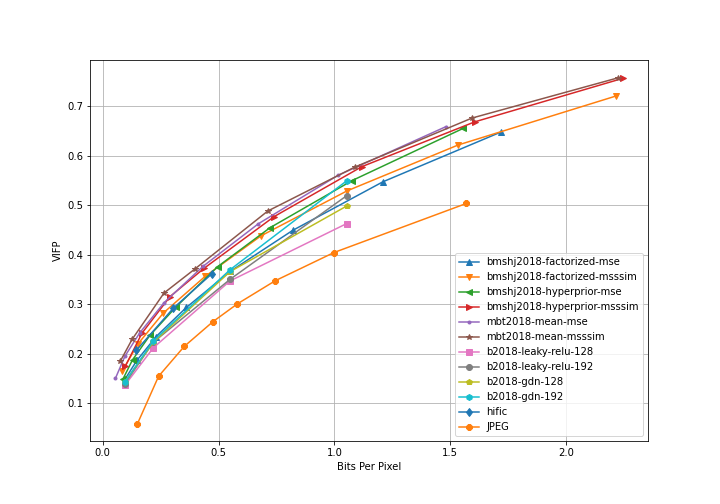 0.7
0.6
0.5
0.4
0.3
0.2
0.1
VIFP
0.0
0.5
1.0
1.5
2.0
Bits Per Pixel
bmshj2018-factorized-mse
bmshj2018-factorized-msssim
bmshj2018-hyperprior-mse
bmshj2018-hyperprior-msssim
mbt2018-mean-mse
mbt2018-mean-msssim
b2018-leaky-relu-128
b2018-leaky-relu-192
b2018-gdn-128
b2018-gdn-192
hific
JPEG